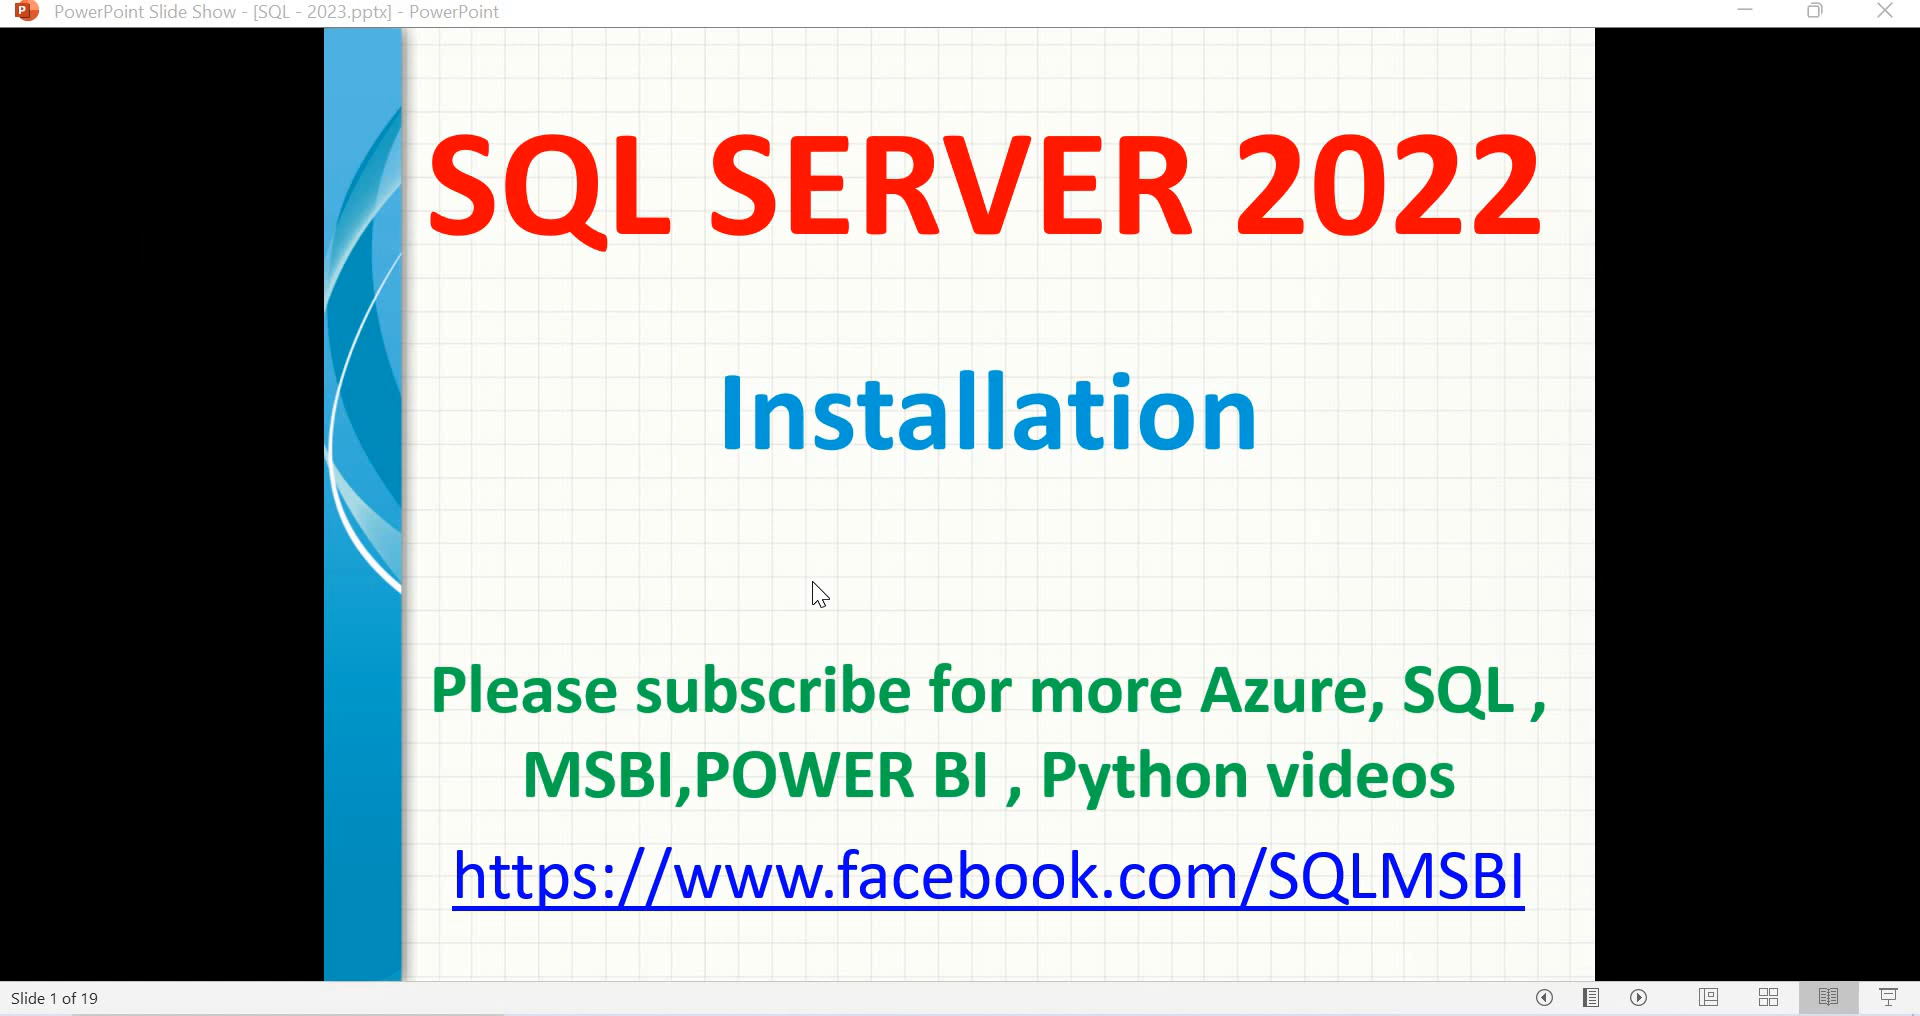 PowerPoint Slide Show - [SQL - 2023.pptx] - PowerPoint
SQL SERVER 2022
Installation
Please subscribe for more Azure, SQL ,
MSBI,POWER BI , Python videos
https://www.facebook.com/SQLMSBI
Slide 1 of 19